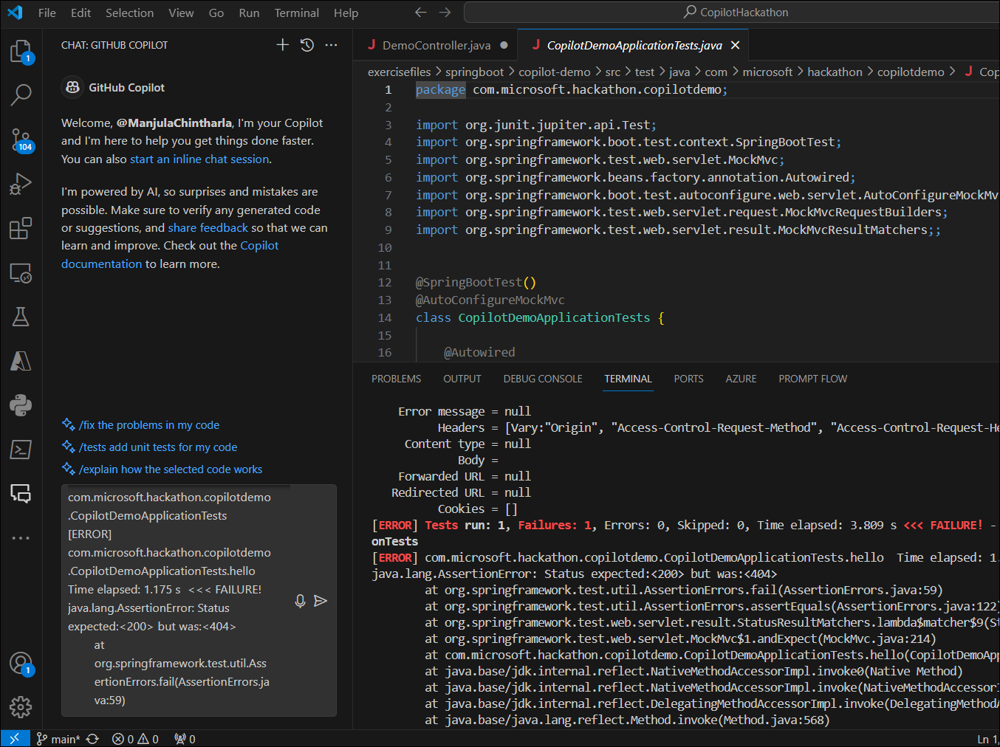 File Edit Selection View Go Run Terminal Help
CopilotHackathon
CHAT: GITHUB COPILOT
GitHub Copilot
Welcome, @ManjulaChintharla, I'm your Copilot
and I'm here to help you get things done faster.
You can also start an inline chat session.
I'm powered by AI, so surprises and mistakes are
possible. Make sure to verify any generated code
or suggestions, and share feedback so that we can
learn and improve. Check out the Copilot
documentation to learn more.
/fix the problems in my code
/tests add unit tests for my code
/explain how the selected code works
com.microsoft.hackathon.copilotdemo
.CopilotDemoApplicationTests
[ERROR]
com.microsoft.hackathon.copilotdemo
.CopilotDemoApplicationTests.hello
Time elapsed: 1.175 s <<< FAILURE!
java.lang.AssertionError: Status
expected:<200> but was:<404>
at
org.springframework.test.util.Ass
ertionErrors.fail(AssertionErrors.ja
va:59)
1
104
1
DemoController.java
CopilotDemoApplicationTests.java
exercisefiles > springboot > copilot-demo > src > test > java > com > microsoft > hackathon > copilotdemo > Cop
1 package com.microsoft.hackathon.copilotdemo;
2
3 import org.junit.jupiter.api.Test;
4 import org.springframework.boot.test.context.SpringBootTest;
5 import org.springframework.test.web.servlet.MockMvc;
6 import org.springframework.beans.factory.annotation.Autowired;
7 import org.springframework.boot.test.autoconfigure.web.servlet.AutoConfigureMockMv
8 import org.springframework.test.web.servlet.request.MockMvcRequestBuilders;
9 import org.springframework.test.web.servlet.result.MockMvcResultMatchers;;
10
11
12 @SpringBootTest()
13 @AutoConfigureMockMvc
14 class CopilotDemoApplicationTests {
15
16 @Autowired
PROBLEMS OUTPUT DEBUG CONSOLE TERMINAL PORTS AZURE PROMPT FLOW
Error message = null
Headers = [Vary:"Origin", "Access-Control-Request-Method", "Access-Control-Request-He
Content type = null
Body =
Forwarded URL = null
Redirected URL = null
Cookies = []
[ERROR] Tests run: 1, Failures: 1, Errors: 0, Skipped: 0, Time elapsed: 3.809 s <<< FAILURE! -
onTests
[ERROR] com.microsoft.hackathon.copilotdemo.CopilotDemoApplicationTests.hello Time elapsed: 1.
java.lang.AssertionError: Status expected:<200> but was:<404>
at org.springframework.test.util.AssertionErrors.fail(AssertionErrors.java:59)
at org.springframework.test.util.AssertionErrors.assertEquals(AssertionErrors.java:122)
at org.springframework.test.web.servlet.result.StatusResultMatchers.lambda$matcher$9(St
at org.springframework.test.web.servlet.MockMvc$1.andExpect(MockMvc.java:214)
at com.microsoft.hackathon.copilotdemo.CopilotDemoApplicationTests.hello(CopilotDemoApp
at java.base/jdk.internal.reflect.NativeMethodAccessorImpl.invoke0(Native Method)
at java.base/jdk.internal.reflect.NativeMethodAccessorImpl.invoke(NativeMethodAccessorI
at java.base/jdk.internal.reflect.DelegatingMethodAccessorImpl.invoke(DelegatingMethodA
at java.base/java.lang.reflect.Method.invoke(Method.java:568)
main* 0 0 0
Ln 1,